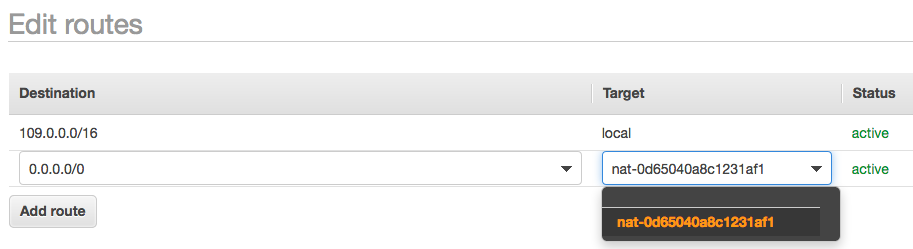 Edit routes
Destination Target Status
109.0.0.0/16 local active
0.0.0.0/0 nat-0d65040a8c1231af1 active
Add route
nat-0d65040a8c1231af1